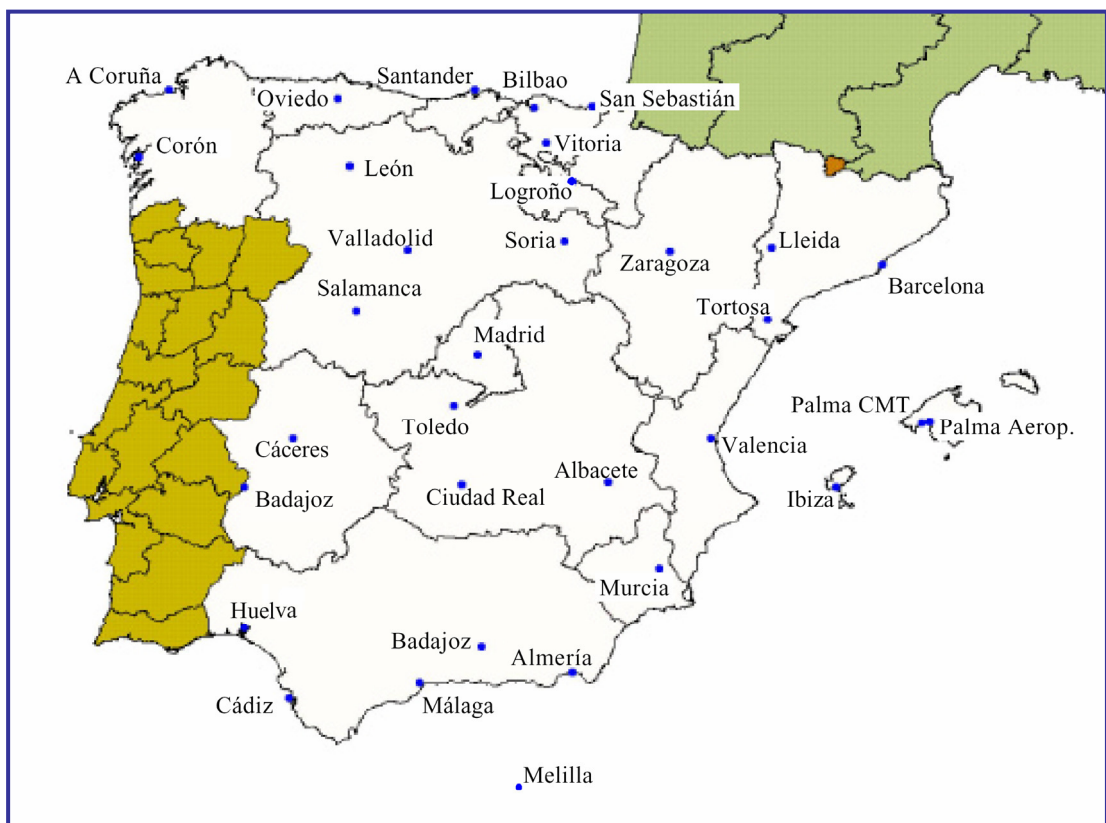 A Coruña
Santander
Bilbao
Oviedo
San Sebastián
Corón
Vitoria
León
Logroño
Valladolid
Soria
Zaragoza
Lleida
Salamanca
Barcelona
Tortosa
Madrid
Palma CMT
Toledo
Palma Aerop.
Cáceres
Valencia
Albacete
Badajoz
Ciudad Real
Ibiza
Murcia
Huelva
Badajoz
Almería
Cádiz
Málaga
Melilla